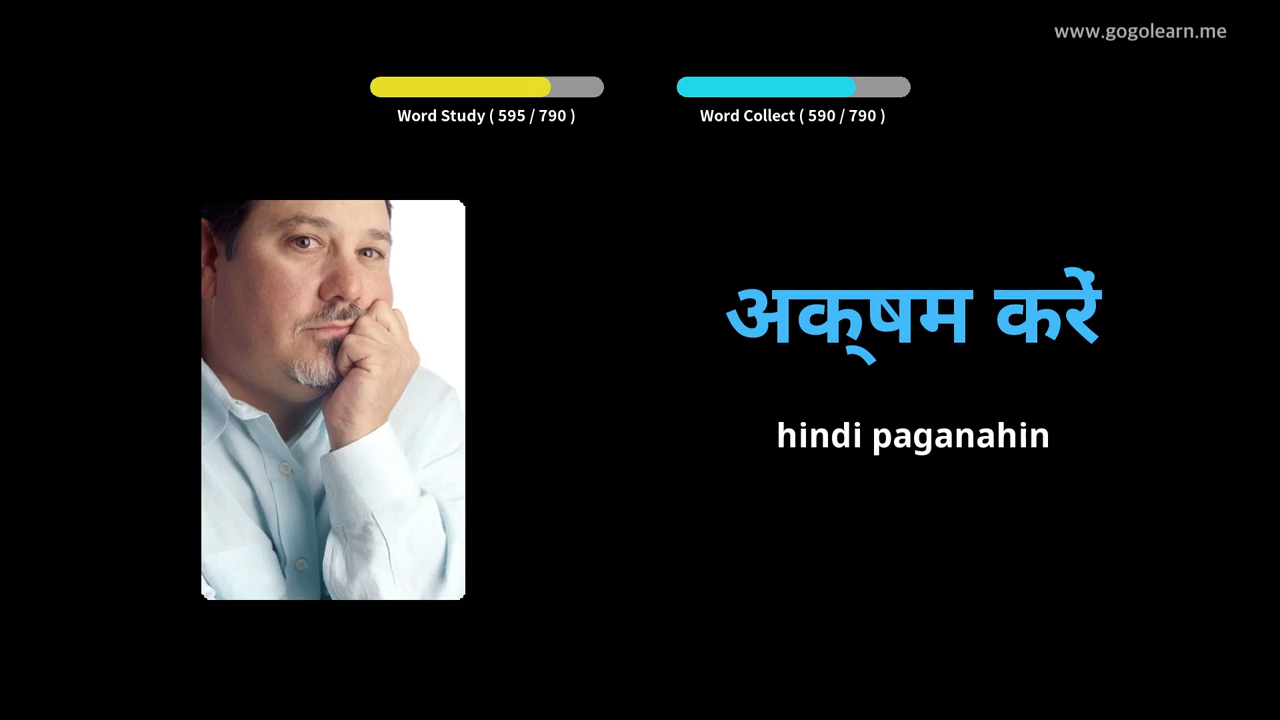 www.gogolearn.me
Word Study ( 595 / 790 )
Word Collect ( 590 / 790 )
अक्‌षम करें
hindi paganahin